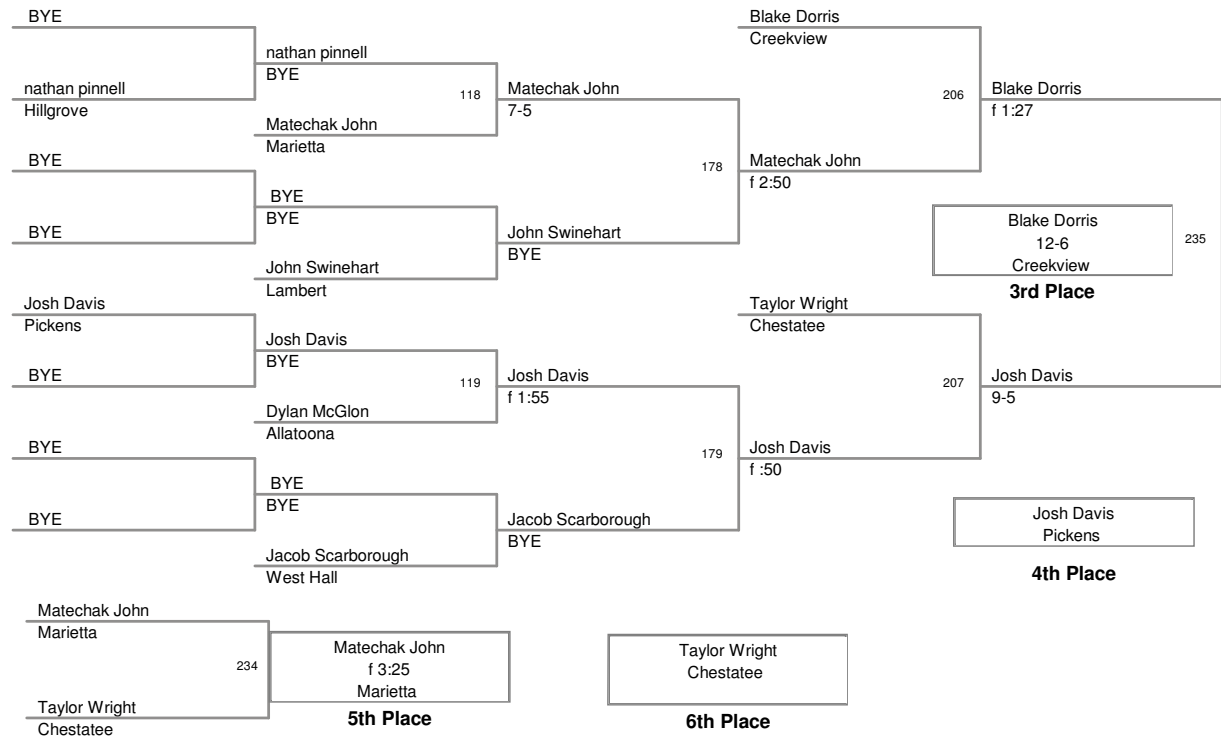 BYE
nathan pinnell
Hillgrove
BYE
BYE
Josh Davis
Pickens
BYE
BYE
BYE
nathan pinnell
BYE
118
Matechak John
Marietta
BYE
BYE
John Swinehart
Lambert
Josh Davis
BYE
119
Dylan McGlon
Allatoona
BYE
BYE
Jacob Scarborough
West Hall
Matechak John
7-5
178
John Swinehart
BYE
Josh Davis
f 1:55
179
Jacob Scarborough
BYE
Blake Dorris
Creekview
206
Matechak John
f 2:50
Taylor Wright
Chestatee
207
Josh Davis
f :50
Blake Dorris
f 1:27
Blake Dorris
12-6
Creekview
235
3rd Place
Josh Davis
9-5
Josh Davis
Pickens
4th Place
Matechak John
Marietta
234
Taylor Wright
Chestatee
Matechak John
f 3:25
Marietta
5th Place
Taylor Wright
Chestatee
6th Place